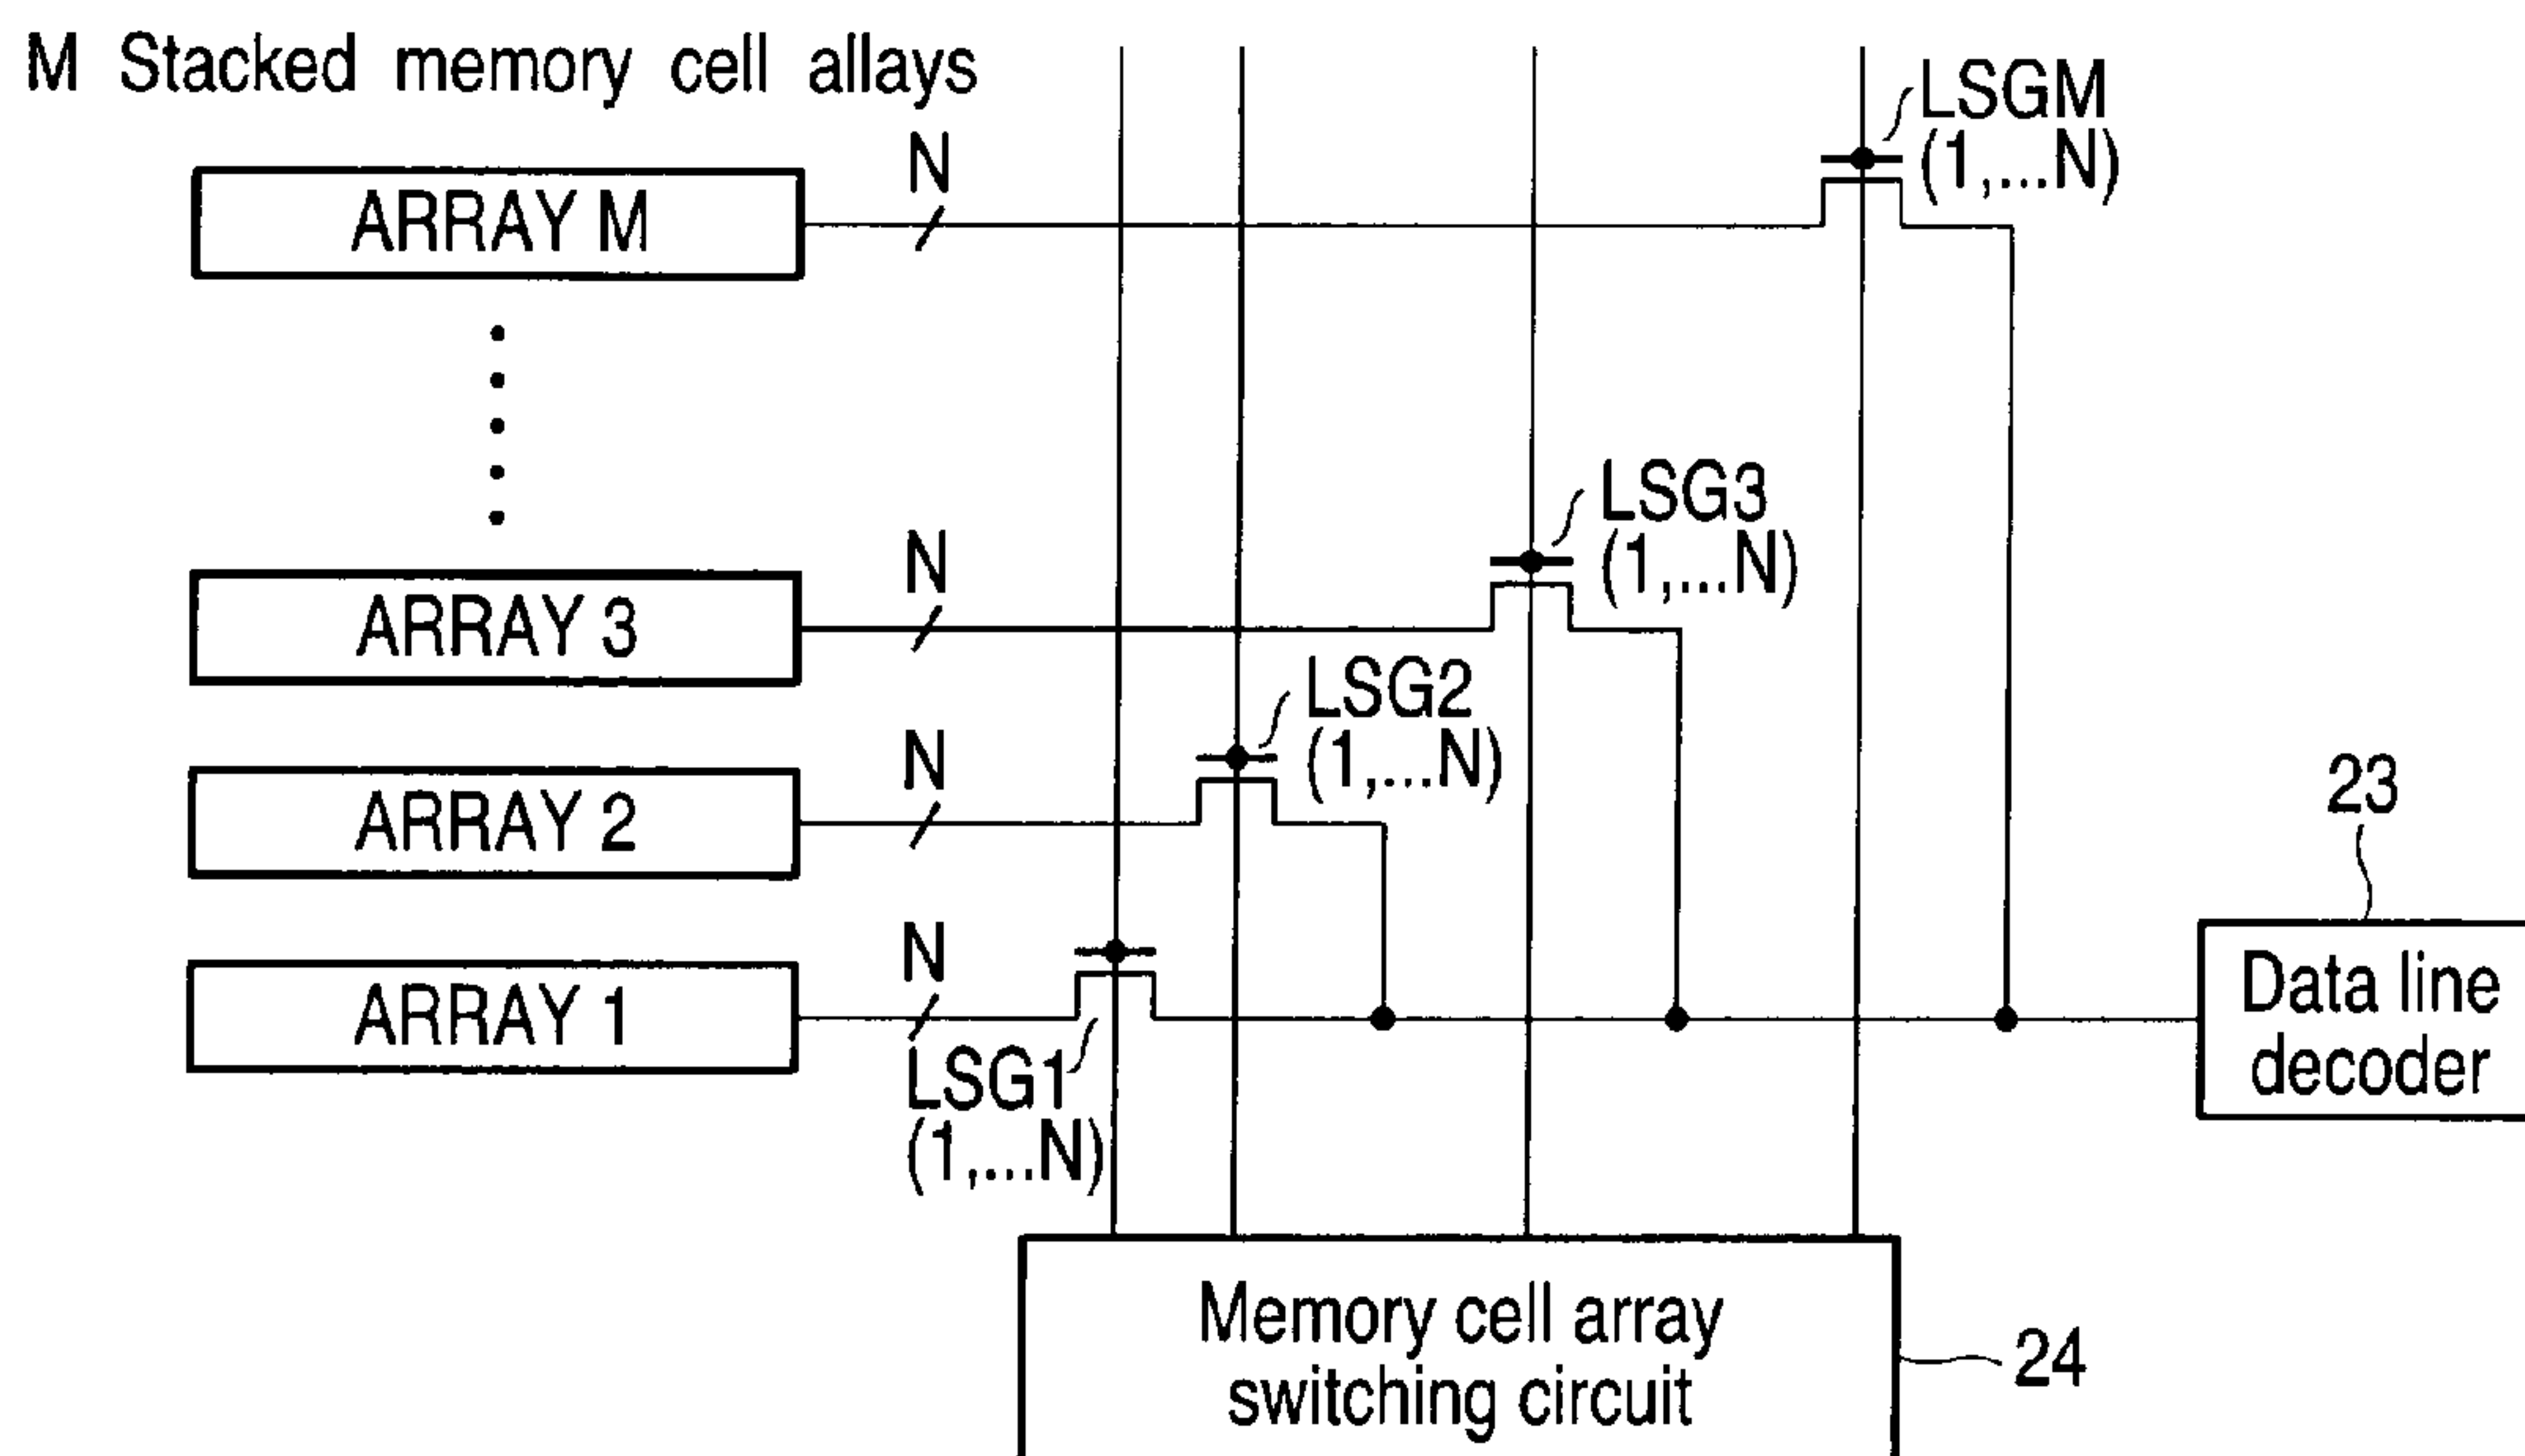 M Stacked memory cell allays
LSGM
(1,...N)
N
ARRAY M
LSG3
(1,...N)
N
ARRAY 3
LSG2
(1,...N)
N
ARRAY 2
23
N
ARRAY 1
Data line
decoder
LSG1
(1,...N)
Memory cell array
switching circuit
24